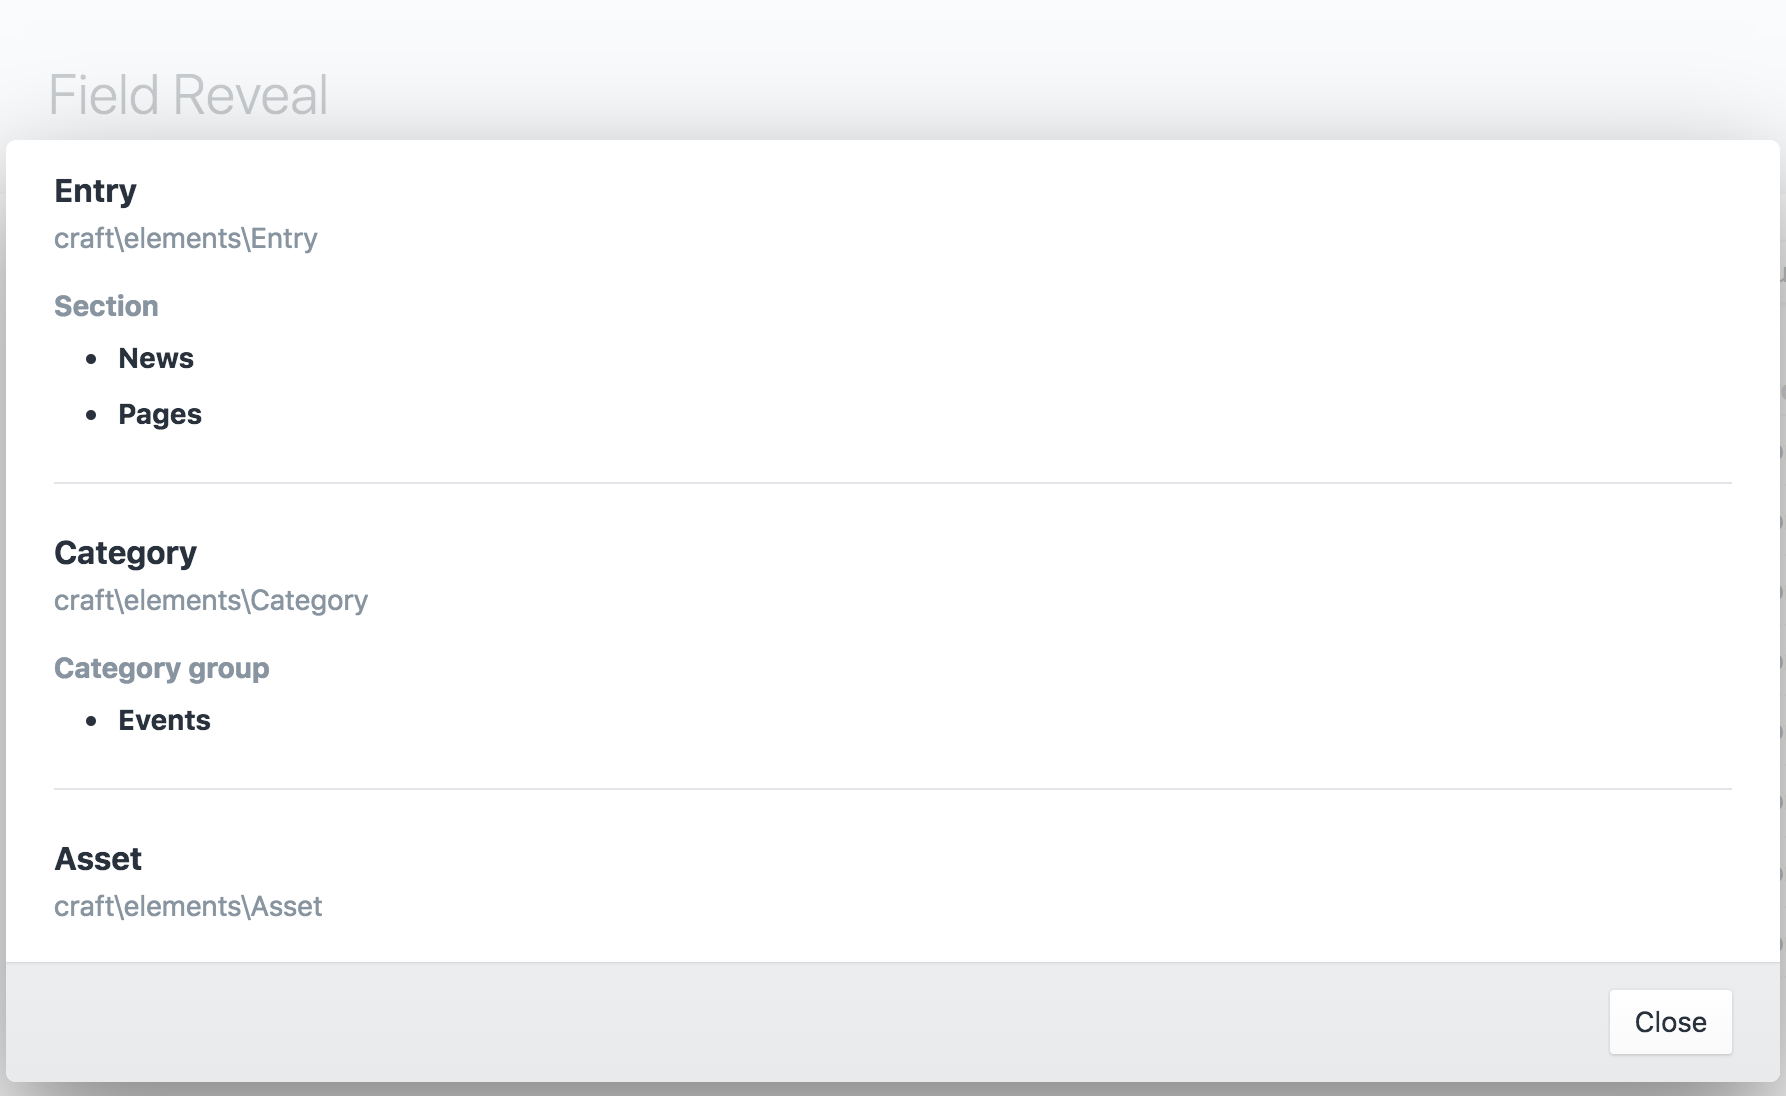 Field Reveal
Entry
craft\elements\Entry
Section
• News
• Pages
Category
craft\elements\Category
Category group
• Events
Asset
craft\elements\Asset
Close